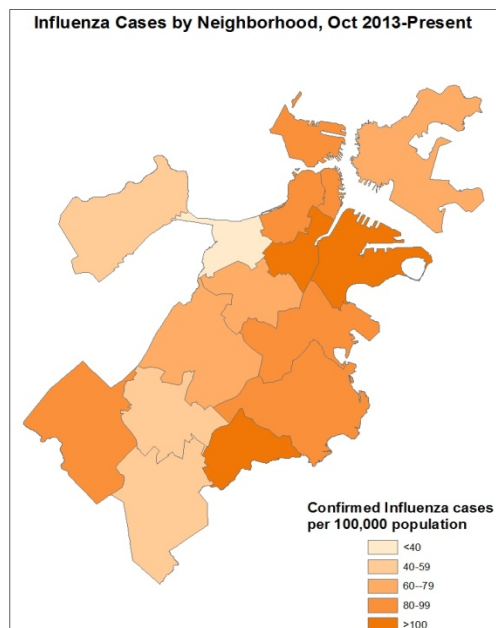 Influenza Cases by Neighborhood, Oct 2013-Present
Confirmed Influenza cases
per 100,000 population
<40
40-59
60--79
80-99
>100